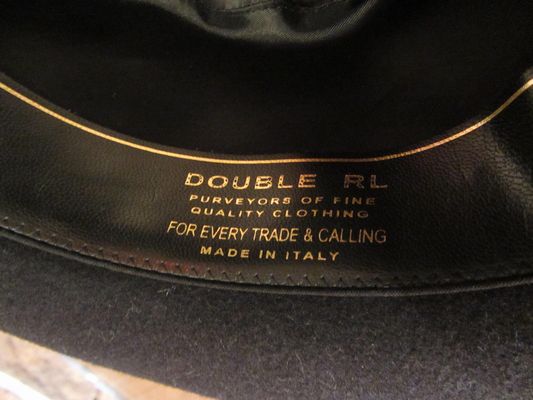 DOUBLE RL
PURVEYORS OF FINE
QUALITY CLOTHING
FOR EVERY TRADE & CALLING
MADE IN ITALY